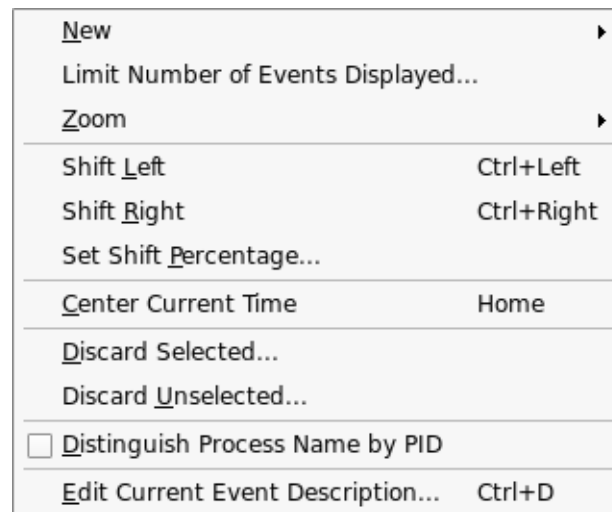 New
Limit Number of Events Displayed...
Zoom
Shift Left Ctrl+Left
Shift Right Ctrl+Right
Set Shift Percentage...
Center Current Time Home
Discard Selected...
Discard Unselected...
Distinguish Process Name by PID
Edit Current Event Description... Ctrl+D